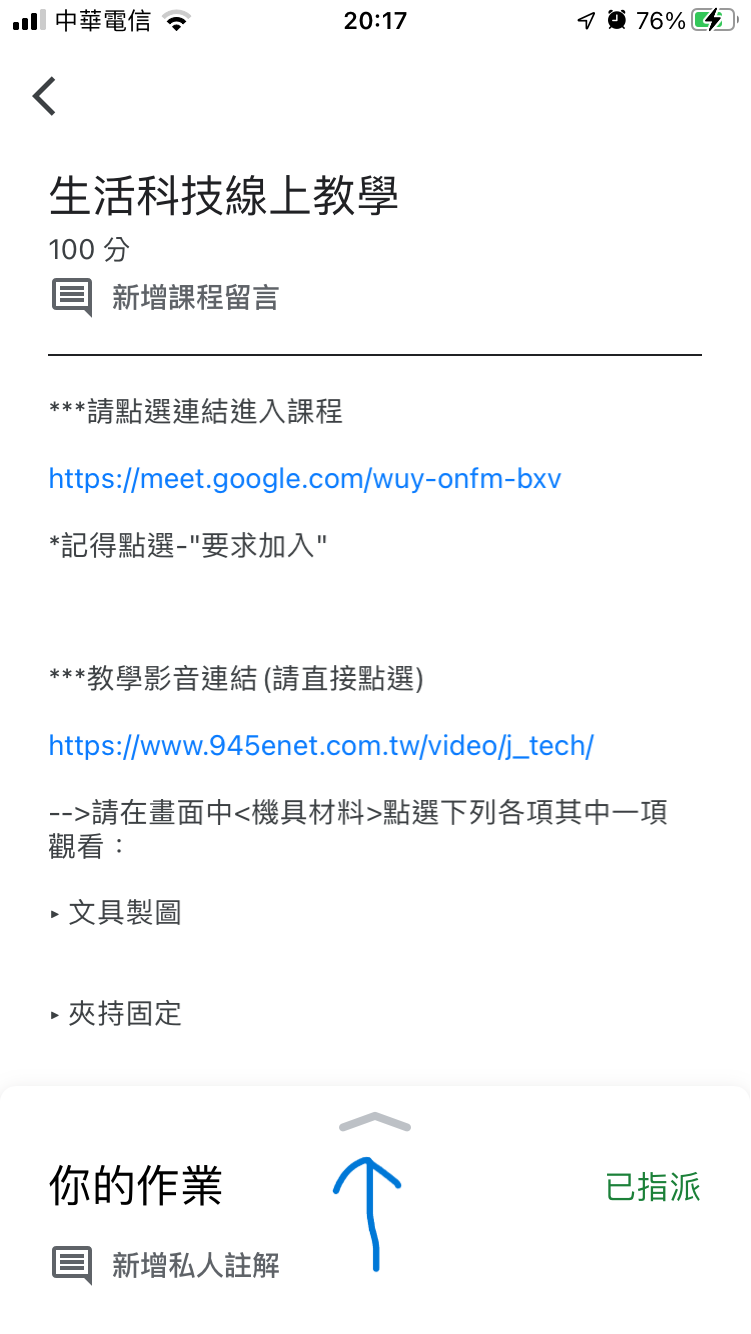 中華電信 20:17 76%
生活科技線上教學
100 分
新增課程留言
***請點選連結進入課程
https://meet.google.com/wuy-onfm-bxv
*記得點選-"要求加入"
***教學影音連結(請直接點選)
https://www.945enet.com.tw/video/j_tech/
-->請在畫面中<機具材料>點選下列各項其中一項
觀看：
▸ 文具製圖
▸ 夾持固定
你的作業 已指派
新增私人註解